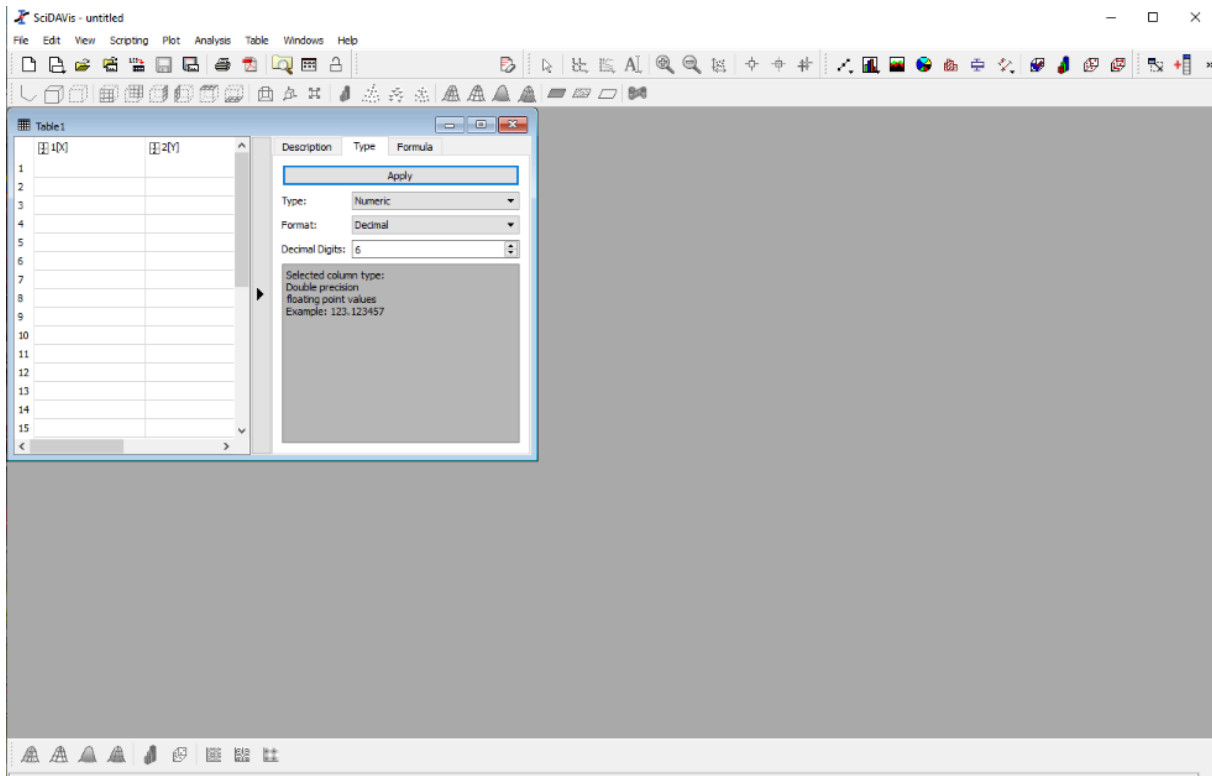 SciDAVis - untitled
File Edit View Scripting Plot Analysis Table Windows Help
Table1
1[X] 2[Y]
1
2
3
4
5
6
7
8
9
10
11
12
13
14
15
Description Type Formula
Apply
Type: Numeric
Format: Decimal
Decimal Digits: 6
Selected column type:
Double precision
floating point values
Example: 123.123457